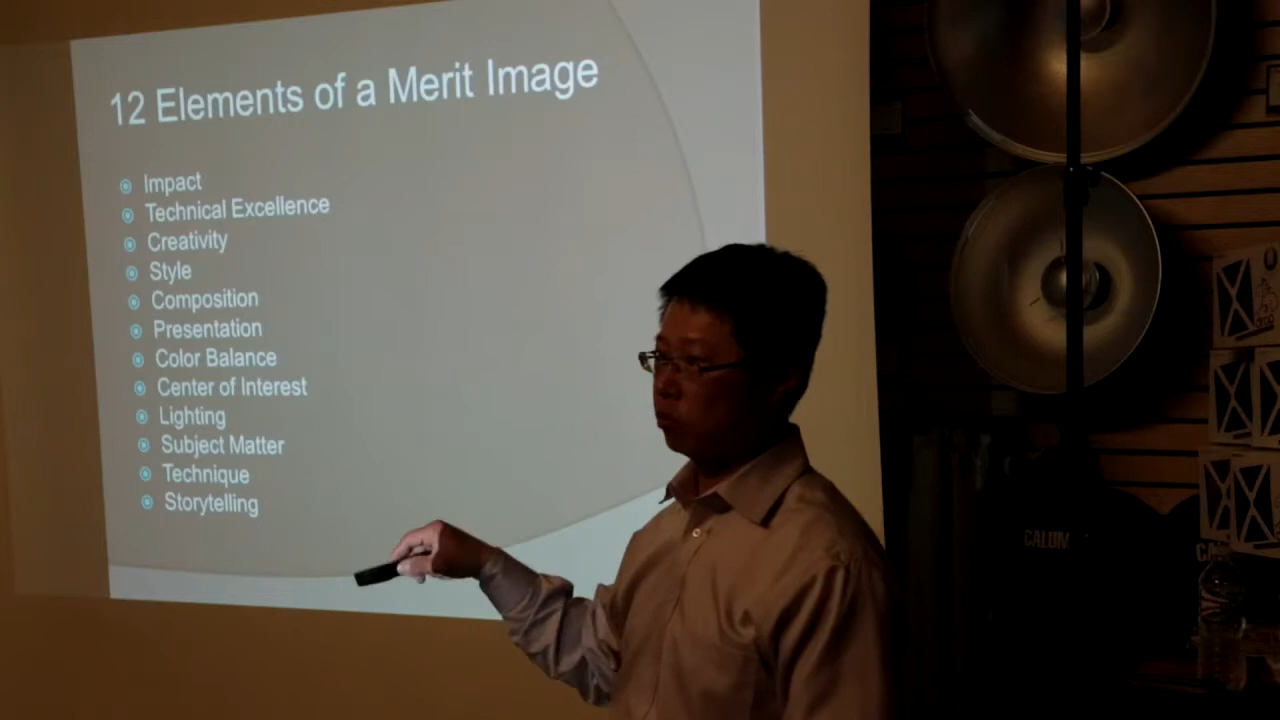 12 Elements of a Merit Image
Impact
Technical Excellence
Creativity
Style
Composition
Presentation
Color Balance
Center of Interest
Lighting
Subject Matter
Technique
Storytelling
CALUM